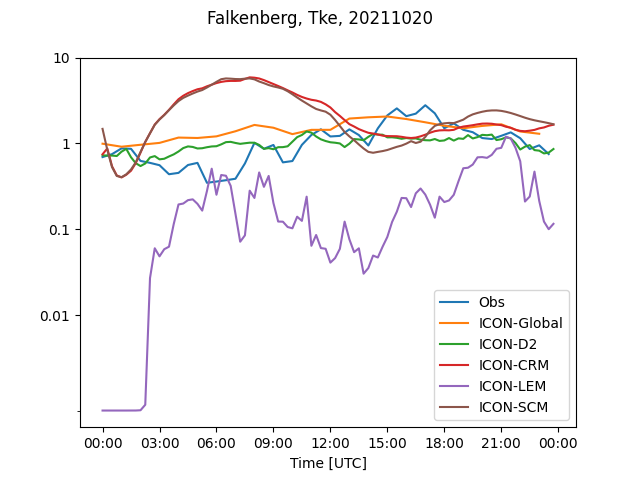 Falkenberg, Tke, 20211020
10
1
0.1
0.01
Obs
ICON-Global
ICON-D2
ICON-CRM
ICON-LEM
ICON-SCM
00:00 03:00 06:00 09:00 12:00 15:00 18:00 21:00 00:00
Time [UTC]